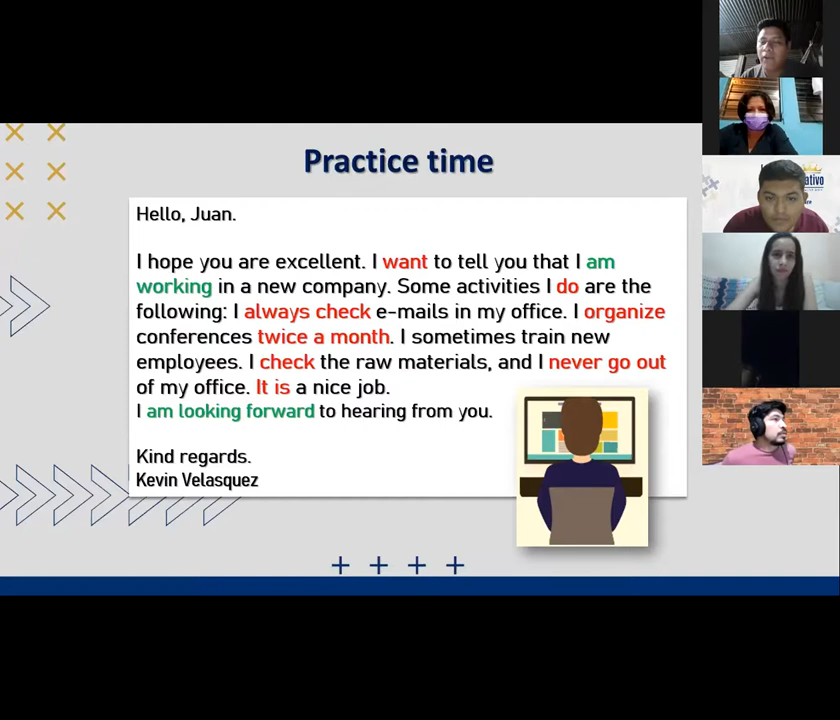 Practice time
Hello, Juan.
I hope you are excellent. I want to tell you that I am
working in a new company. Some activities I do are the
following: I always check e-mails in my office. I organize
conferences twice a month. I sometimes train new
employees. I check the raw materials, and I never go out
of my office. It is a nice job.
I am looking forward to hearing from you.
Kind regards.
Kevin Velasquez